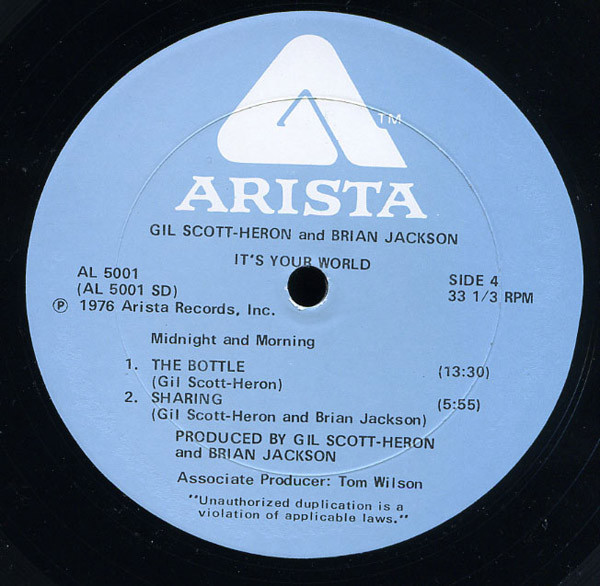 TM
ARISTA
GIL SCOTT-HERON and BRIAN JACKSON
IT'S YOUR WORLD
AL 5001
(AL 5001 SD)
SIDE 4
33 1/3 RPM
Ⓟ 1976 Arista Records, Inc.
Midnight and Morning
1. THE BOTTLE (13:30)
(Gil Scott-Heron)
2. SHARING (5:55)
(Gil Scott-Heron and Brian Jackson)
PRODUCED BY GIL SCOTT-HERON
and BRIAN JACKSON
Associate Producer: Tom Wilson
"Unauthorized duplication is a
violation of applicable laws."